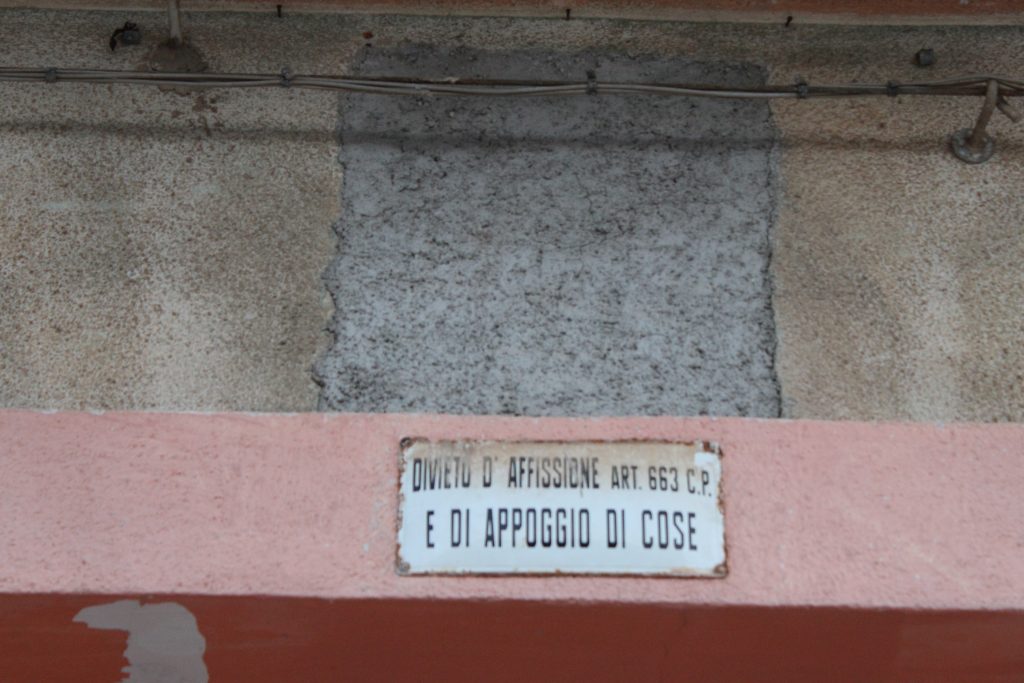 DIVIETO D' AFFISSIONE ART. 663 C.P.
E DI APPOGGIO DI COSE